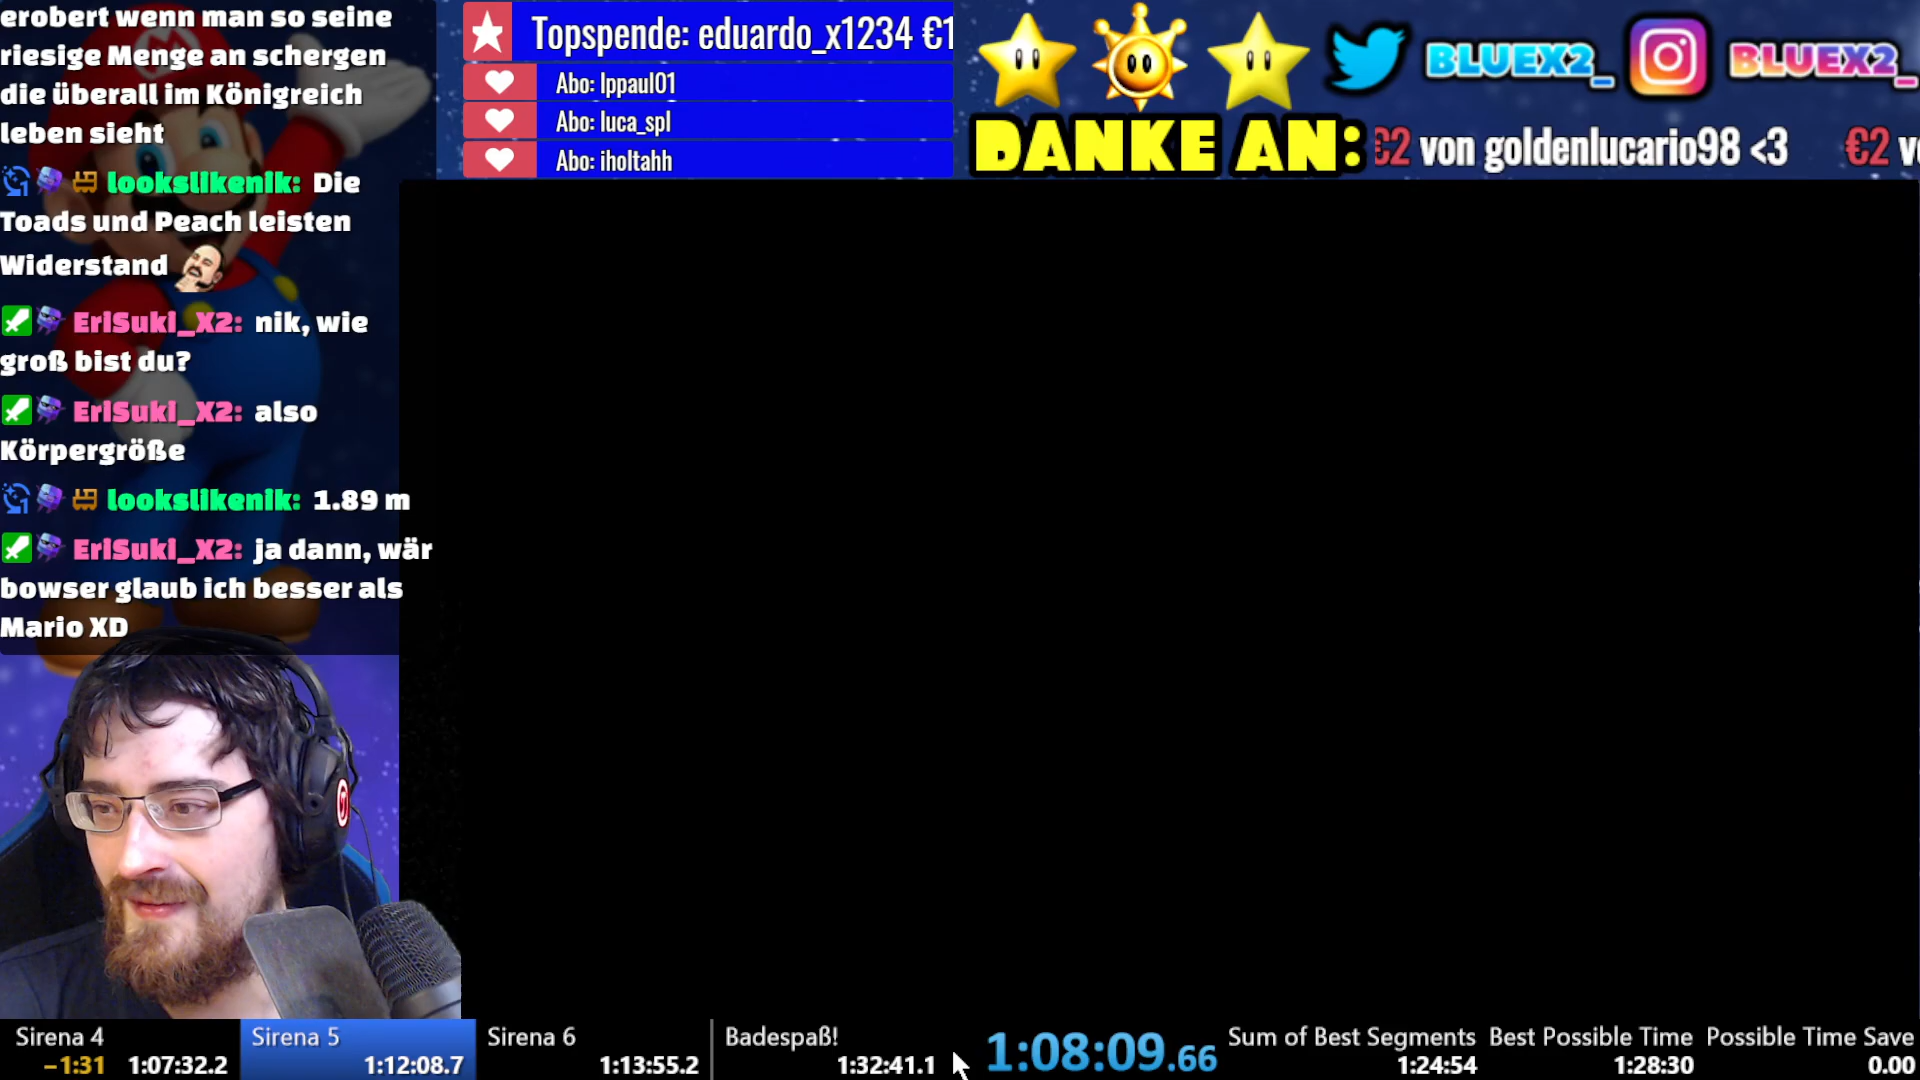 erobert wenn man so seine
riesige Menge an schergen
die überall im Königreich
leben sieht
lookslikenik: Die
Toads und Peach leisten
Widerstand
EriSuki_X2: nik, wie
groß bist du?
EriSuki_X2: also
Körpergröße
lookslikenik: 1.89 m
EriSuki_X2: ja dann, wär
bowser glaub ich besser als
Mario XD
Topspende: eduardo_x1234 €1
Abo: lppaul01
Abo: luca_spl
Abo: iholtahh
BLUEX2_
BLUEX2_
DANKE AN:
€2 von goldenlucario98 <3 €2
Sirena 4
−1:31 1:07:32.2
Sirena 5
1:12:08.7
Sirena 6
1:13:55.2
Badespaß!
1:32:41.1
1:08:09.66
Sum of Best Segments
1:24:54
Best Possible Time
1:28:30
Possible Time Save
0.00